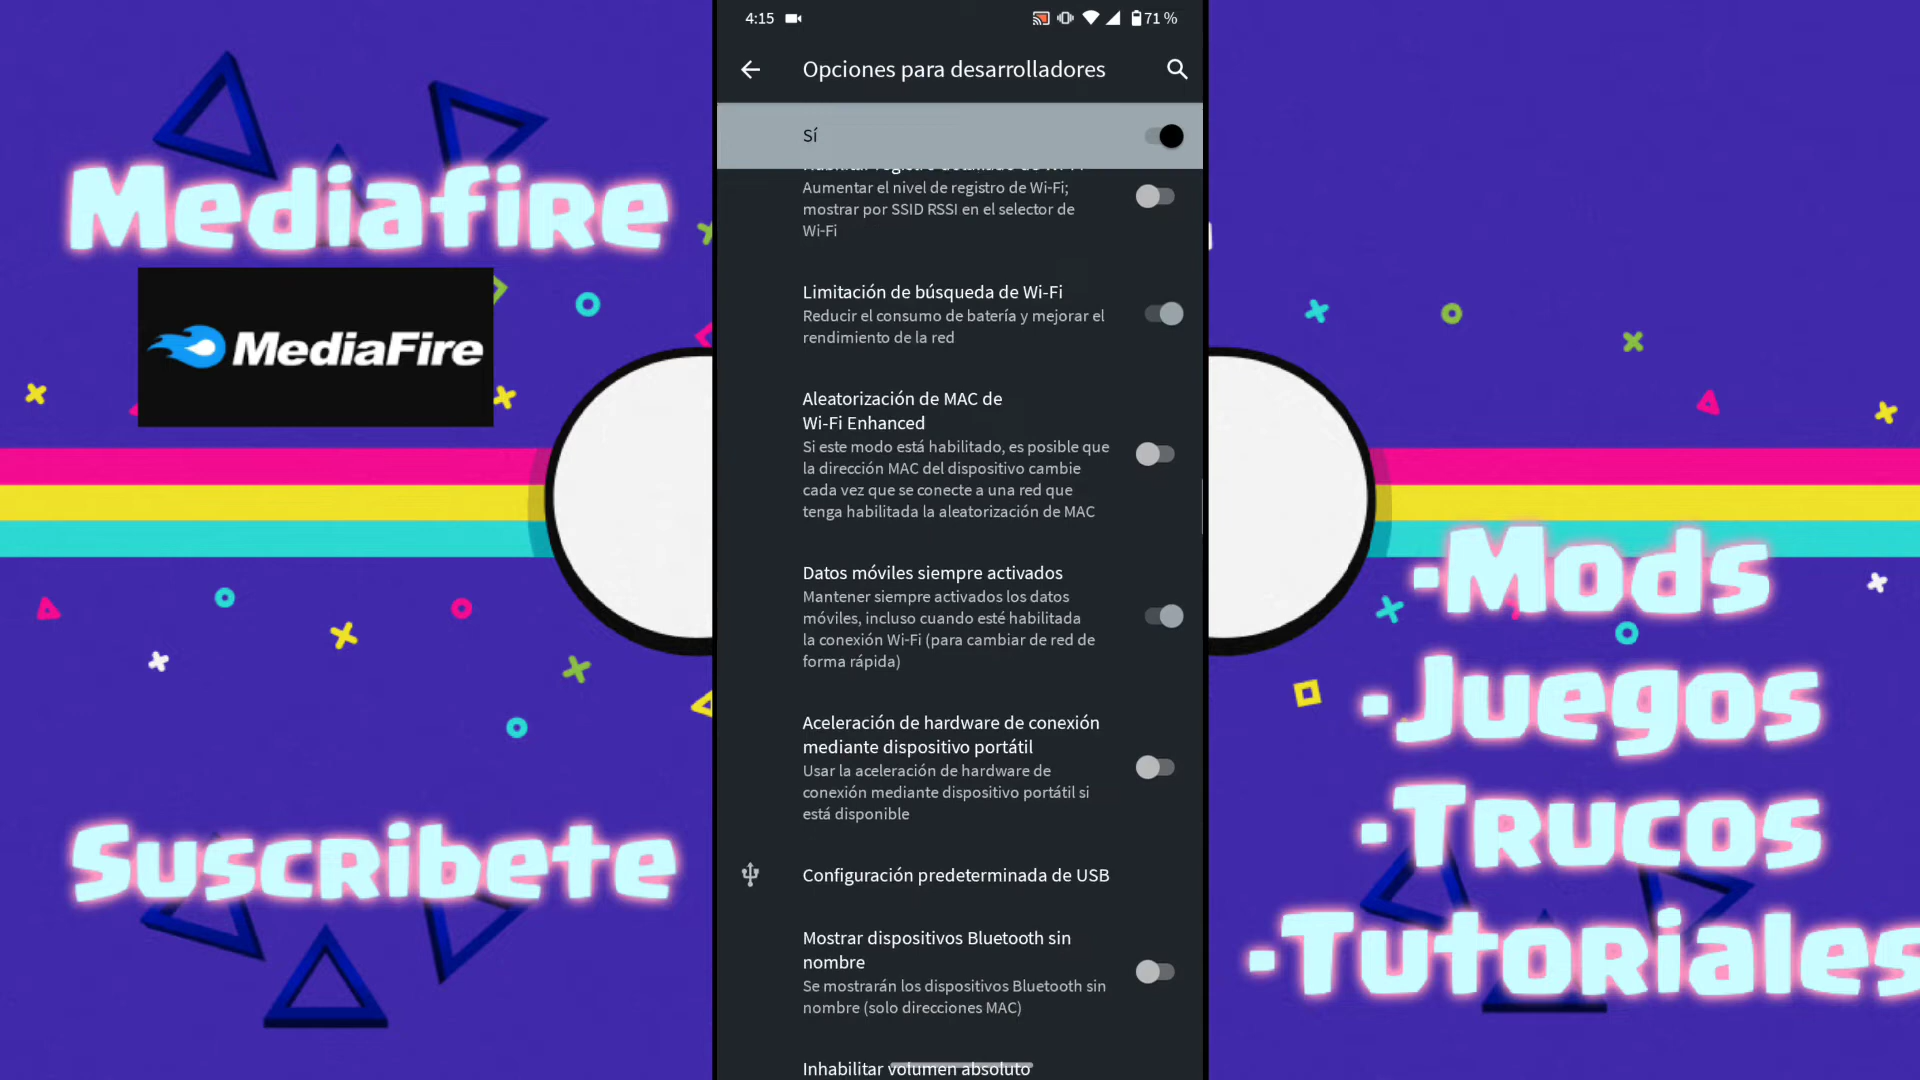 4:15
71 %
Opciones para desarrolladores
Sí
Habilitar registro detallado de Wi-Fi
Aumentar el nivel de registro de Wi-Fi;
mostrar por SSID RSSI en el selector de
Wi-Fi
Limitación de búsqueda de Wi-Fi
Reducir el consumo de batería y mejorar el
rendimiento de la red
Aleatorización de MAC de
Wi-Fi Enhanced
Si este modo está habilitado, es posible que
la dirección MAC del dispositivo cambie
cada vez que se conecte a una red que
tenga habilitada la aleatorización de MAC
Datos móviles siempre activados
Mantener siempre activados los datos
móviles, incluso cuando esté habilitada
la conexión Wi-Fi (para cambiar de red de
forma rápida)
Aceleración de hardware de conexión
mediante dispositivo portátil
Usar la aceleración de hardware de
conexión mediante dispositivo portátil si
está disponible
Configuración predeterminada de USB
Mostrar dispositivos Bluetooth sin
nombre
Se mostrarán los dispositivos Bluetooth sin
nombre (solo direcciones MAC)
Inhabilitar volumen absoluto
Mediafire
MediaFire
Suscribete
-Mods
-Juegos
-Trucos
-Tutoriales